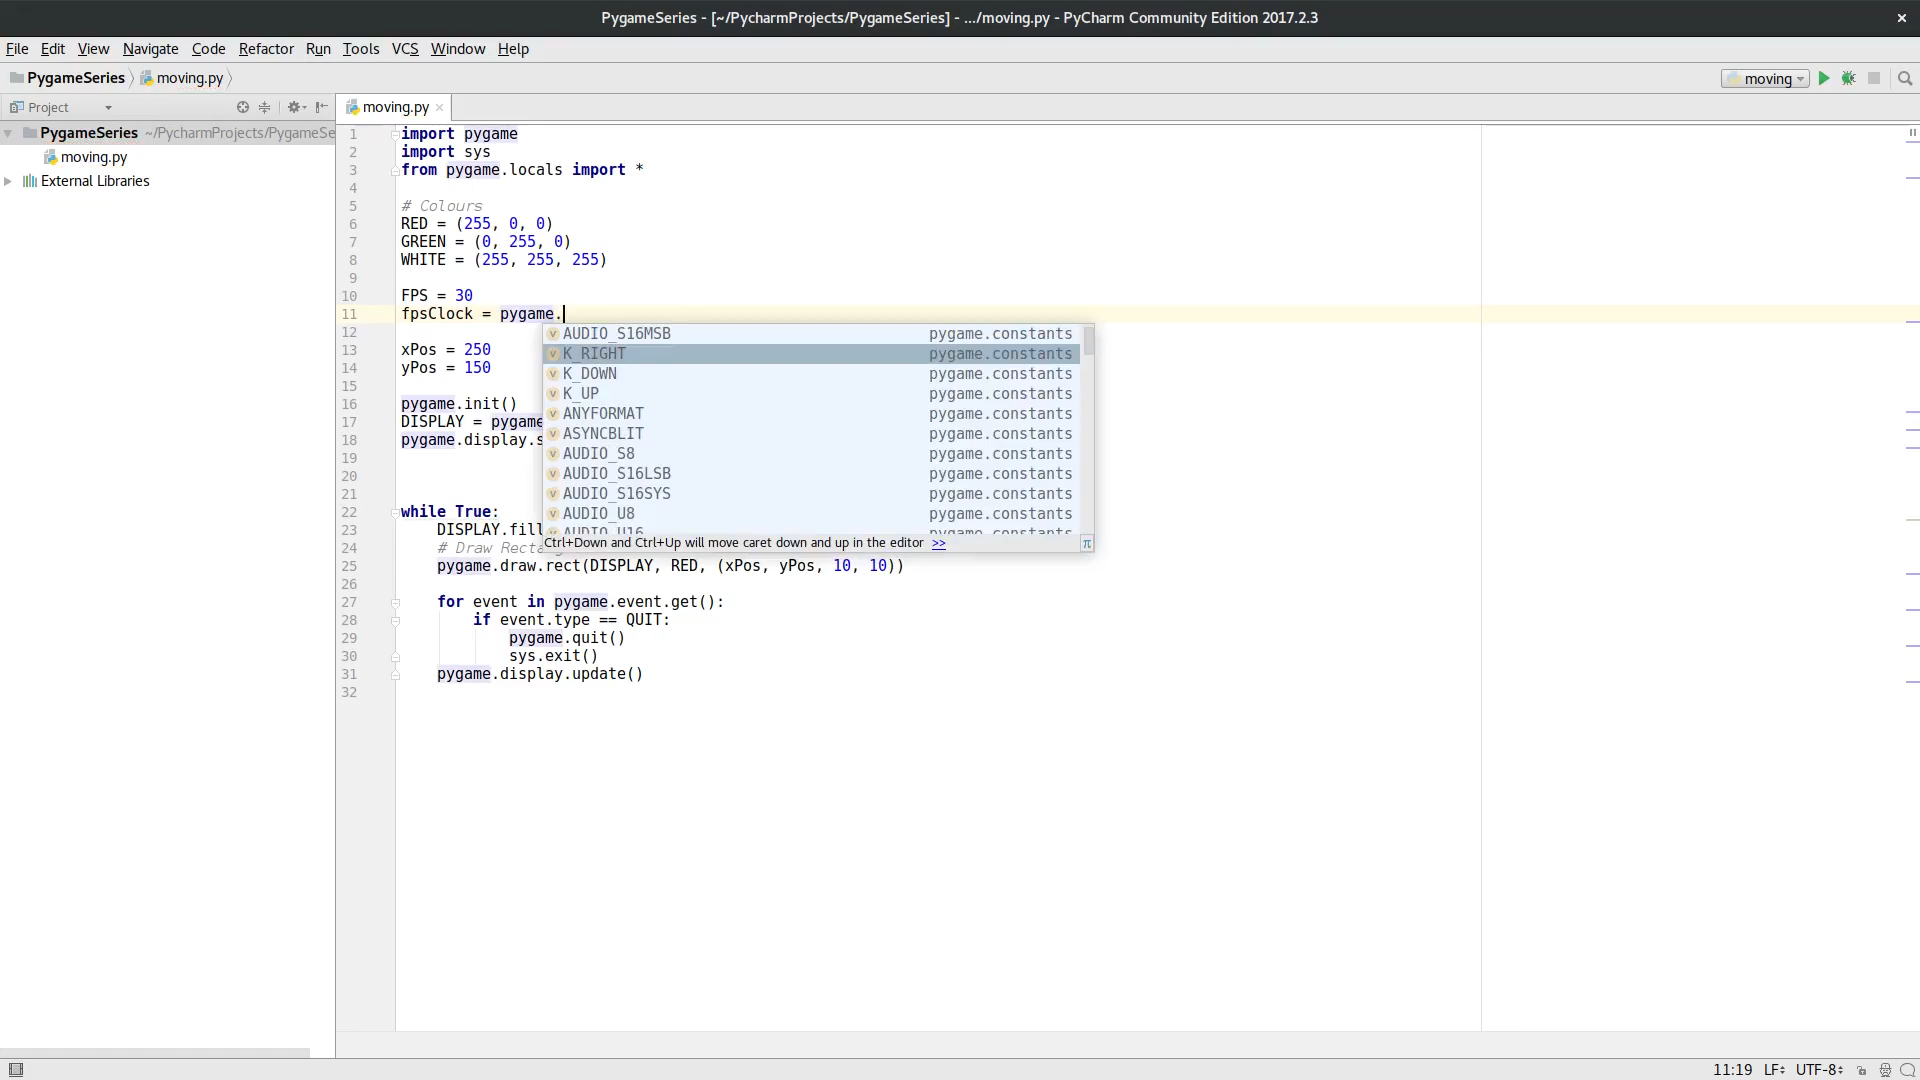 PygameSeries - [~/PycharmProjects/PygameSeries] - .../moving.py - PyCharm Community Edition 2017.2.3
File Edit View Navigate Code Refactor Run Tools VCS Window Help
PygameSeries moving.py moving
Project moving.py
PygameSeries ~/PycharmProjects/PygameSe
moving.py
External Libraries
1 import pygame
2 import sys
3 from pygame.locals import *
4
5 # Colours
6 RED = (255, 0, 0)
7 GREEN = (0, 255, 0)
8 WHITE = (255, 255, 255)
9
10 FPS = 30
11 fpsClock = pygame.
12
13 xPos = 250
14 yPos = 150
15
16 pygame.init()
17 DISPLAY = pygame
18 pygame.display.s
19
20
21
22 while True:
23 DISPLAY.fill
24 # Draw Recta
25 pygame.draw.rect(DISPLAY, RED, (xPos, yPos, 10, 10))
26
27 for event in pygame.event.get():
28 if event.type == QUIT:
29 pygame.quit()
30 sys.exit()
31 pygame.display.update()
32
AUDIO_S16MSB pygame.constants
K_RIGHT pygame.constants
K_DOWN pygame.constants
K_UP pygame.constants
ANYFORMAT pygame.constants
ASYNCBLIT pygame.constants
AUDIO_S8 pygame.constants
AUDIO_S16LSB pygame.constants
AUDIO_S16SYS pygame.constants
AUDIO_U8 pygame.constants
AUDIO_U16 pygame.constants
Ctrl+Down and Ctrl+Up will move caret down and up in the editor >> π
11:19 LF UTF-8